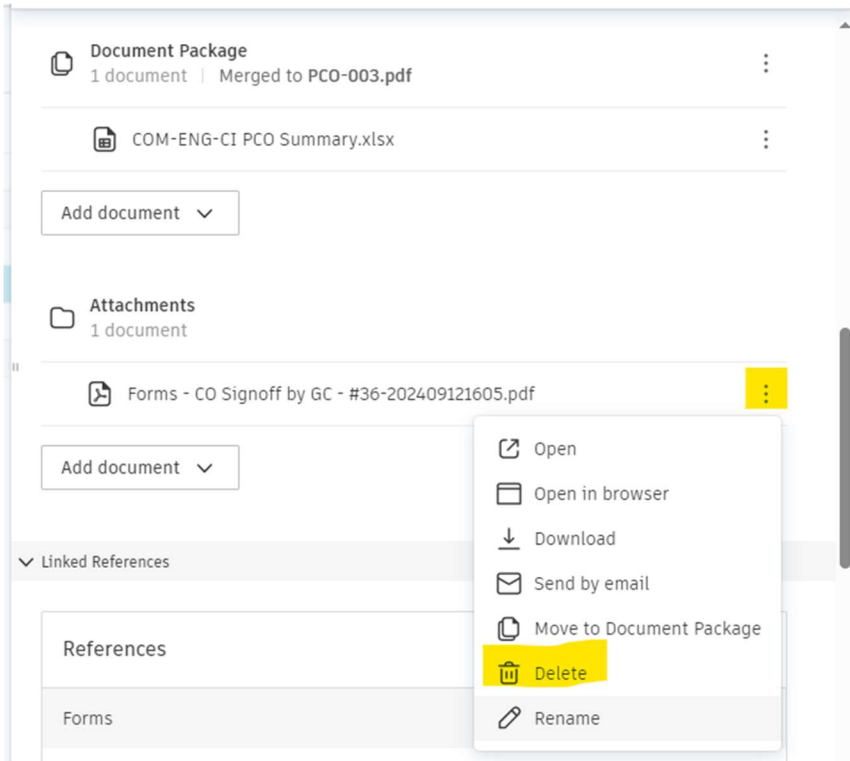 Document Package
1 document | Merged to PCO-003.pdf
COM-ENG-CI PCO Summary.xlsx
Add document
Attachments
1 document
Forms - CO Signoff by GC - #36-202409121605.pdf
Add document
Open
Open in browser
Download
Send by email
Move to Document Package
Delete
Rename
Linked References
References
Forms